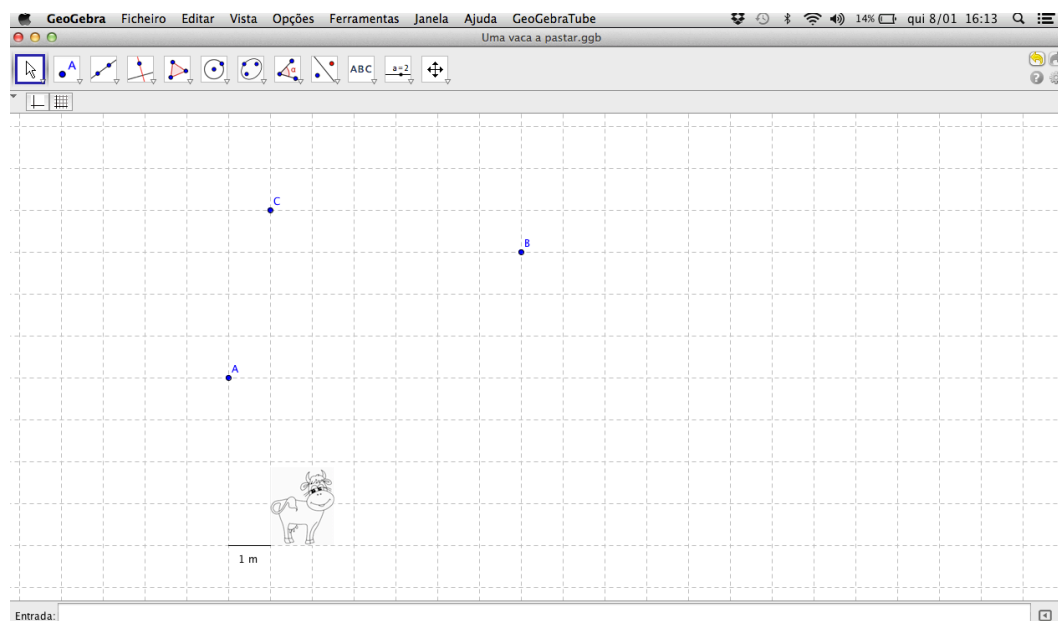 GeoGebra Ficheiro Editar Vista Opções Ferramentas Janela Ajuda GeoGebraTube 14% qui 8/01 16:13
Uma vaca a pastar.ggb
A α ABC a=2
C
B
A
1 m
Entrada: